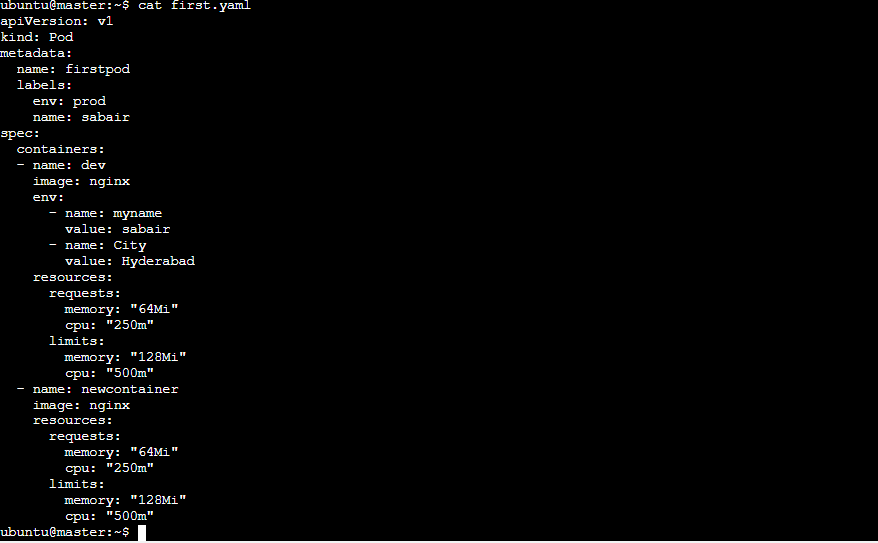 ubuntu@master:~$ cat first.yaml
apiVersion: v1
kind: Pod
metadata:
  name: firstpod
  labels:
    env: prod
    name: sabair
spec:
  containers:
  - name: dev
    image: nginx
    env:
      - name: myname
        value: sabair
      - name: City
        value: Hyderabad
    resources:
      requests:
        memory: "64Mi"
        cpu: "250m"
      limits:
        memory: "128Mi"
        cpu: "500m"
  - name: newcontainer
    image: nginx
    resources:
      requests:
        memory: "64Mi"
        cpu: "250m"
      limits:
        memory: "128Mi"
        cpu: "500m"
ubuntu@master:~$